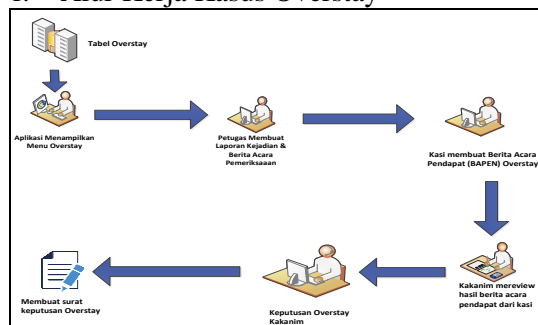 1. Alur Kerja Kasus Overstay
Tabel Overstay
Aplikasi Menampilkan
Menu Overstay
Petugas Membuat
Laporan Kejadian &
Berita Acara
Pemeriksaaan
Kasi membuat Berita Acara
Pendapat (BAPEN) Overstay
Kakanim mereview
hasil berita acara
pendapat dari kasi
Keputusan Overstay
Kakanim
Membuat surat
keputusan Overstay